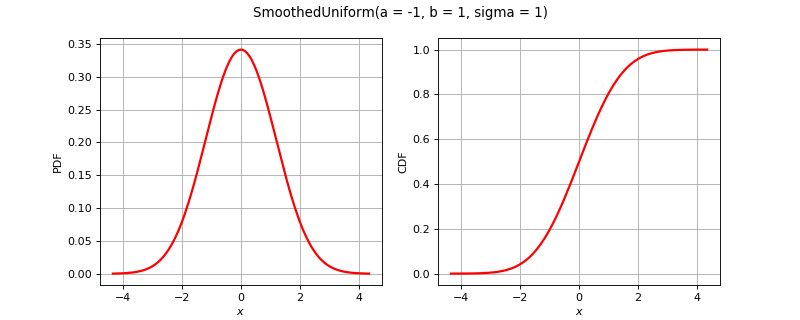 SmoothedUniform(a = -1, b = 1, sigma = 1)
PDF
0.35
0.30
0.25
0.20
0.15
0.10
0.05
0.00
−4 −2 0 2 4
x
CDF
1.0
0.8
0.6
0.4
0.2
0.0
−4 −2 0 2 4
x